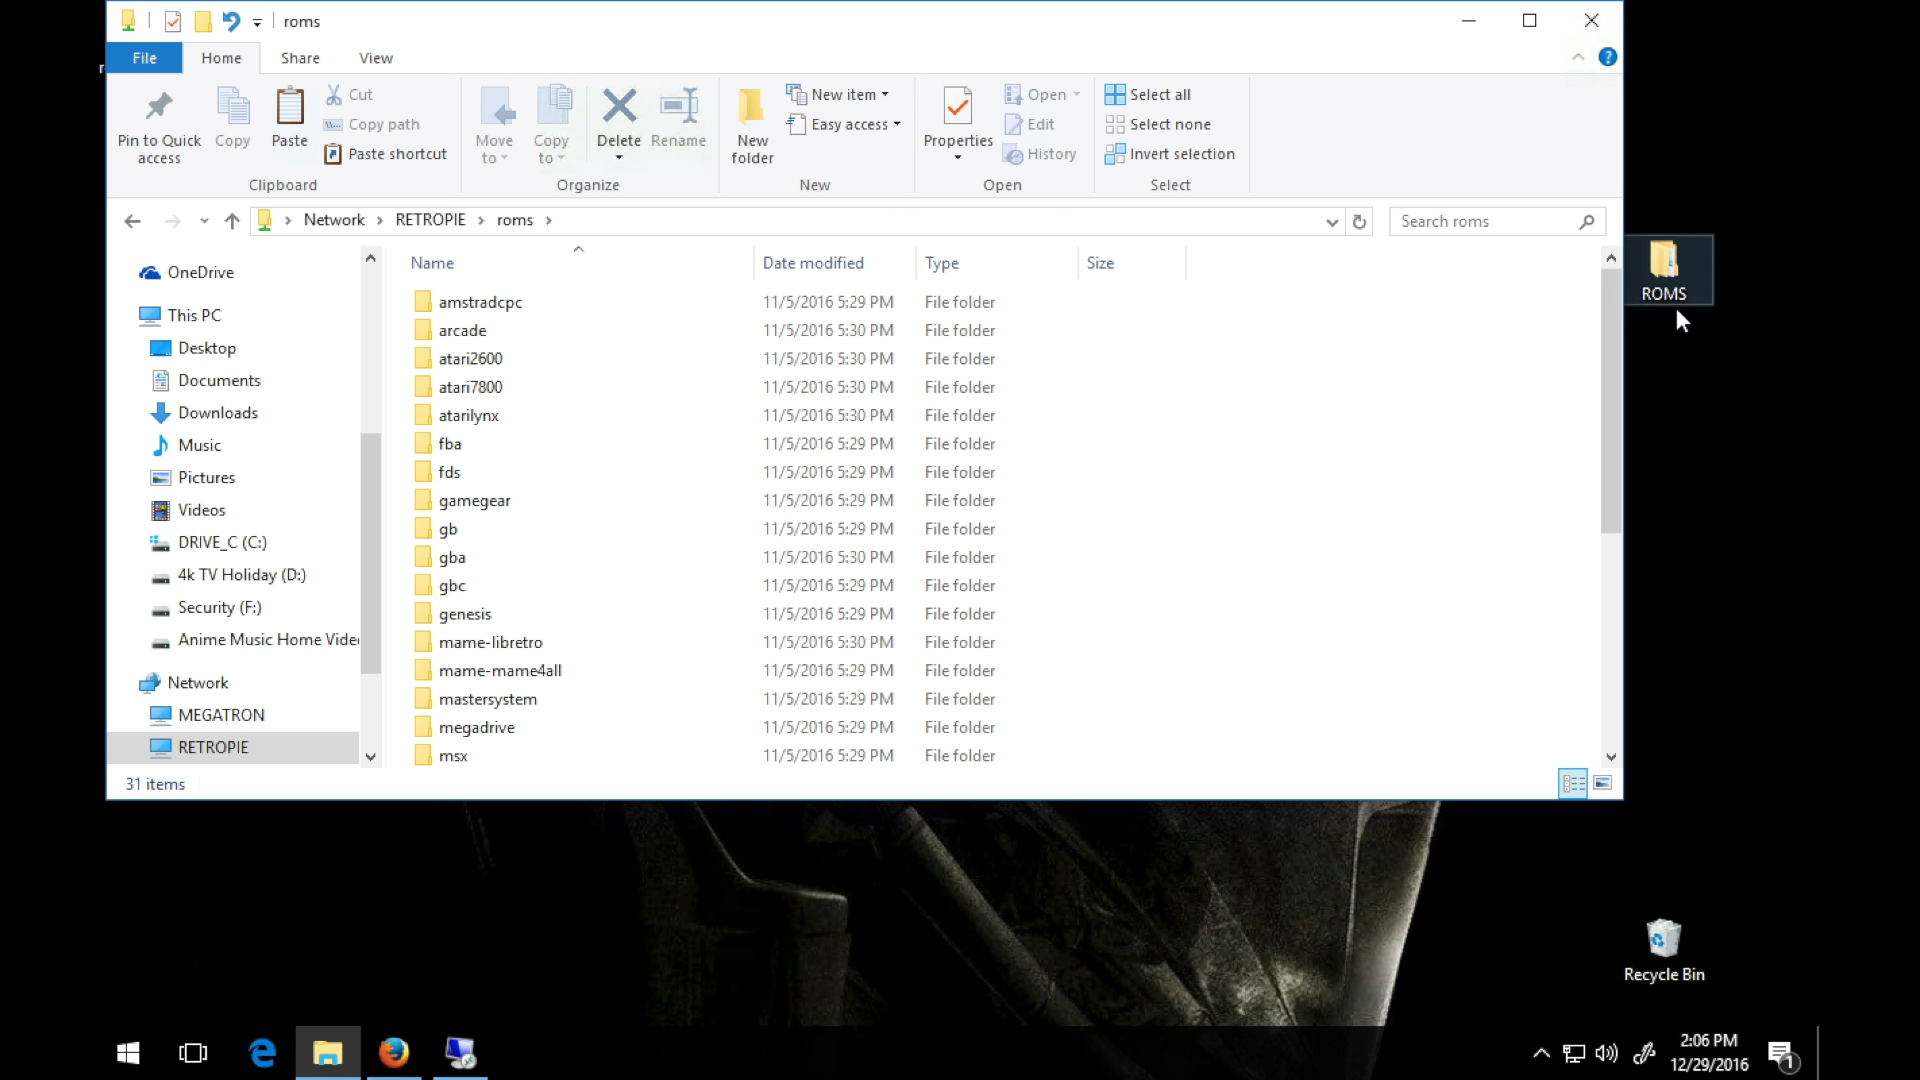 roms
File Home Share View
Pin to Quick access
Copy
Paste
Cut
Copy path
Paste shortcut
Clipboard
Move to
Copy to
Delete
Rename
Organize
New folder
New item
Easy access
New
Properties
Open
Edit
History
Open
Select all
Select none
Invert selection
Select
Network RETROPIE roms
Search roms
OneDrive
This PC
Desktop
Documents
Downloads
Music
Pictures
Videos
DRIVE_C (C:)
4k TV Holiday (D:)
Security (F:)
Anime Music Home Vide
Network
MEGATRON
RETROPIE
Name Date modified Type Size
amstradcpc 11/5/2016 5:29 PM File folder
arcade 11/5/2016 5:30 PM File folder
atari2600 11/5/2016 5:30 PM File folder
atari7800 11/5/2016 5:30 PM File folder
atarilynx 11/5/2016 5:30 PM File folder
fba 11/5/2016 5:29 PM File folder
fds 11/5/2016 5:29 PM File folder
gamegear 11/5/2016 5:29 PM File folder
gb 11/5/2016 5:29 PM File folder
gba 11/5/2016 5:30 PM File folder
gbc 11/5/2016 5:29 PM File folder
genesis 11/5/2016 5:29 PM File folder
mame-libretro 11/5/2016 5:30 PM File folder
mame-mame4all 11/5/2016 5:29 PM File folder
mastersystem 11/5/2016 5:29 PM File folder
megadrive 11/5/2016 5:29 PM File folder
msx 11/5/2016 5:29 PM File folder
31 items
ROMS
Recycle Bin
2:06 PM
12/29/2016
1